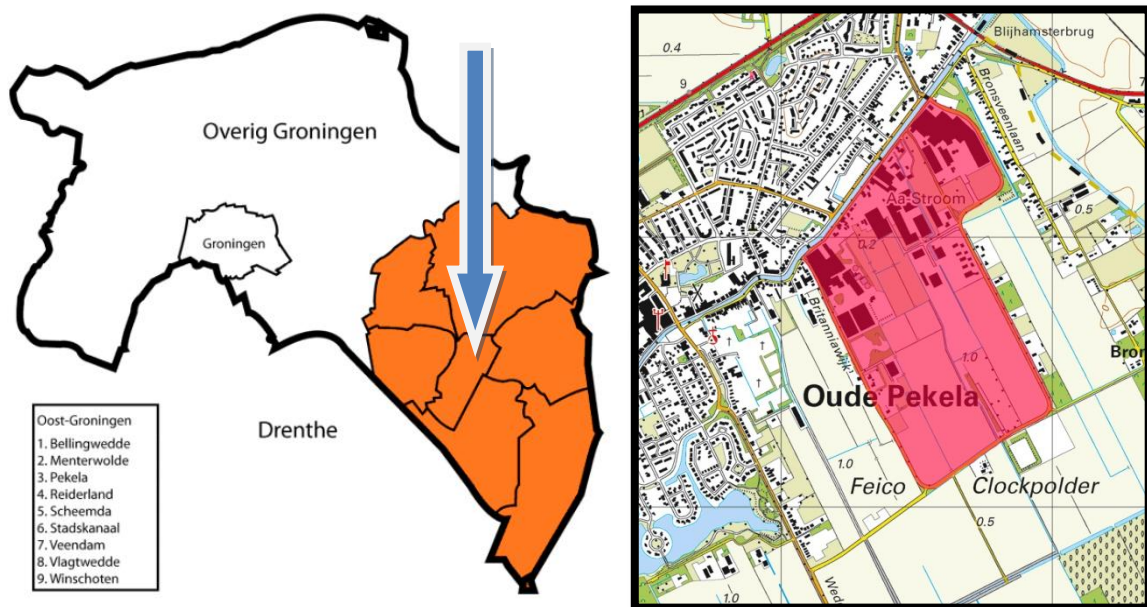 Overig Groningen
Groningen
Drenthe
Oost-Groningen
1. Bellingwedde
2. Menterwolde
3. Pekela
4. Reiderland
5. Scheemda
6. Stadskanaal
7. Veendam
8. Vlagtwedde
9. Winschoten
0.4
9
Blijhamsterbrug
7
Bronsveenlaan
Aa-Stroom
0.2
0.5
Britanniawijk
1.0
Bron
Oude Pekela
1.0
Feico Clockpolder
0.5
1.0
Wed